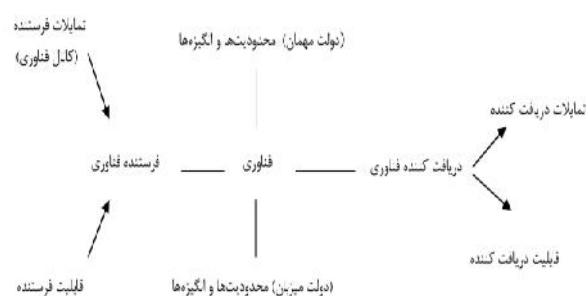 تمایلات فرستنده
(کانال فناوری)
(دولت مهمان) محدودیت‌ها و انگیزه‌ها
تمایلات دریافت کننده
فرستنده فناوری
فناوری
دریافت کننده فناوری
قابلیت دریافت کننده
قابلیت فرستنده
(دولت میزبان) محدودیت‌ها و انگیزه‌ها